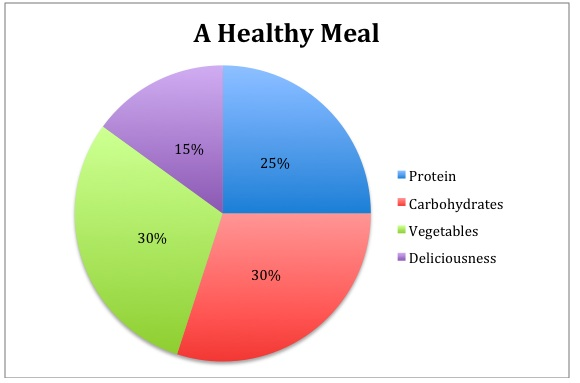 A Healthy Meal
15%
25%
30%
30%
Protein
Carbohydrates
Vegetables
Deliciousness